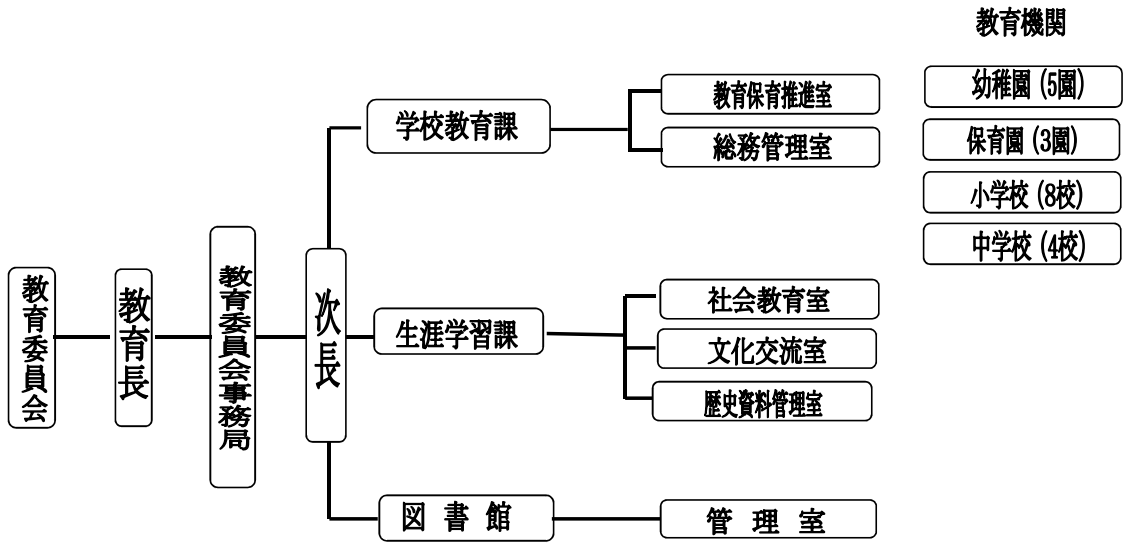 教育機関
教育委員会
教育長
教育委員会事務局
次長
学校教育課
教育保育推進室
総務管理室
生涯学習課
社会教育室
文化交流室
歴史資料管理室
図書館
管理室
幼稚園 (5園)
保育園 (3園)
小学校 (8校)
中学校 (4校)